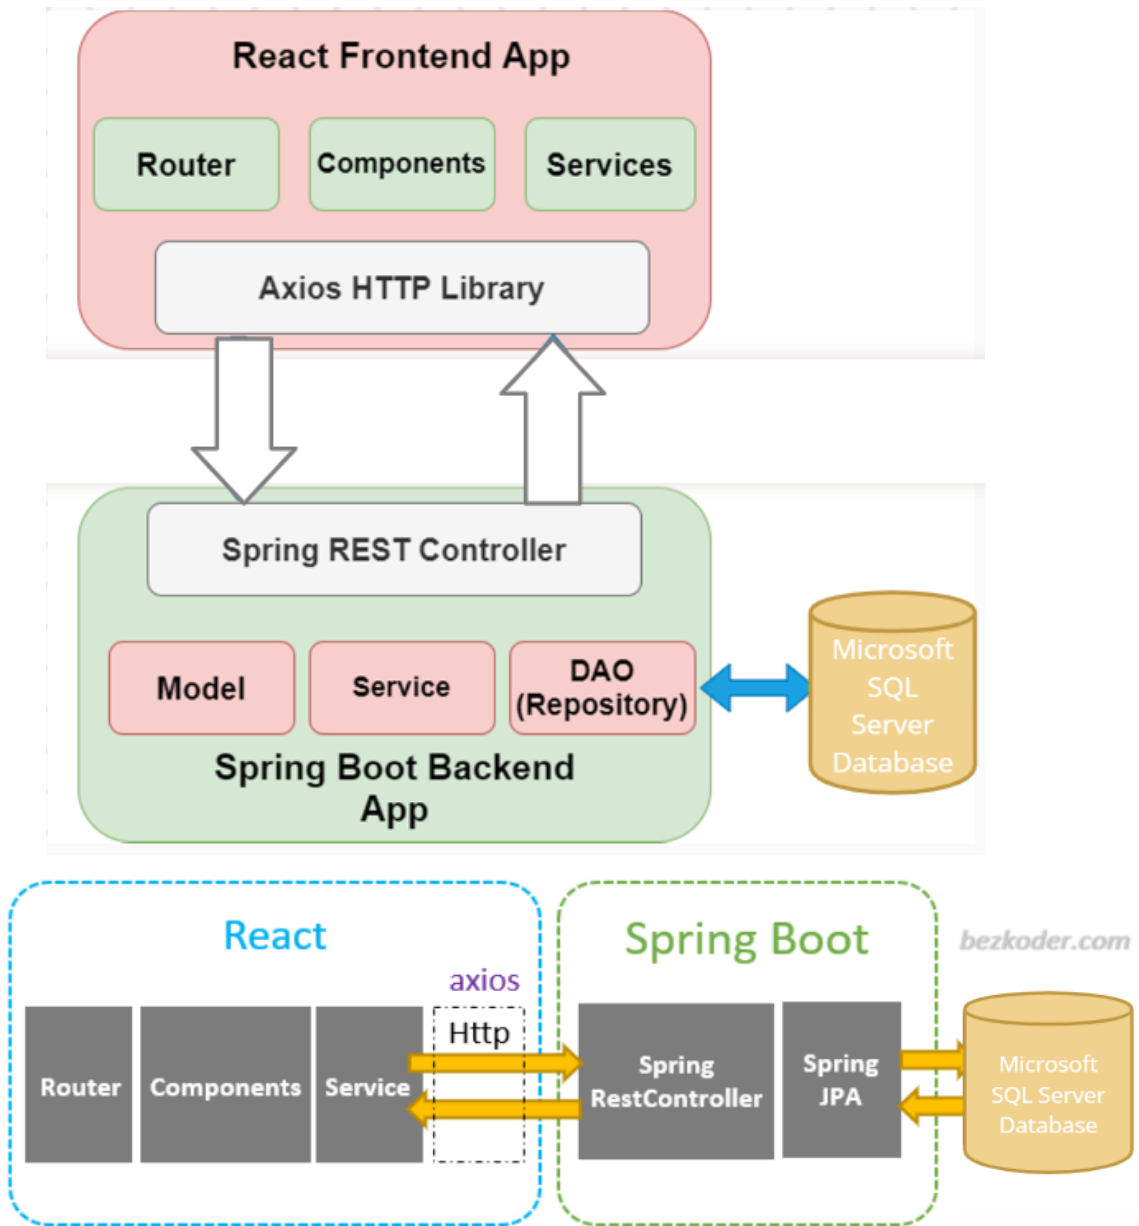 React Frontend App
Router
Components
Services
Axios HTTP Library
Spring REST Controller
Model
Service
DAO
(Repository)
Spring Boot Backend
App
Microsoft
SQL
Server
Database
React
axios
Http
Router
Components
Service
Spring Boot
Spring
RestController
Spring
JPA
bezkoder.com
Microsoft
SQL Server
Database